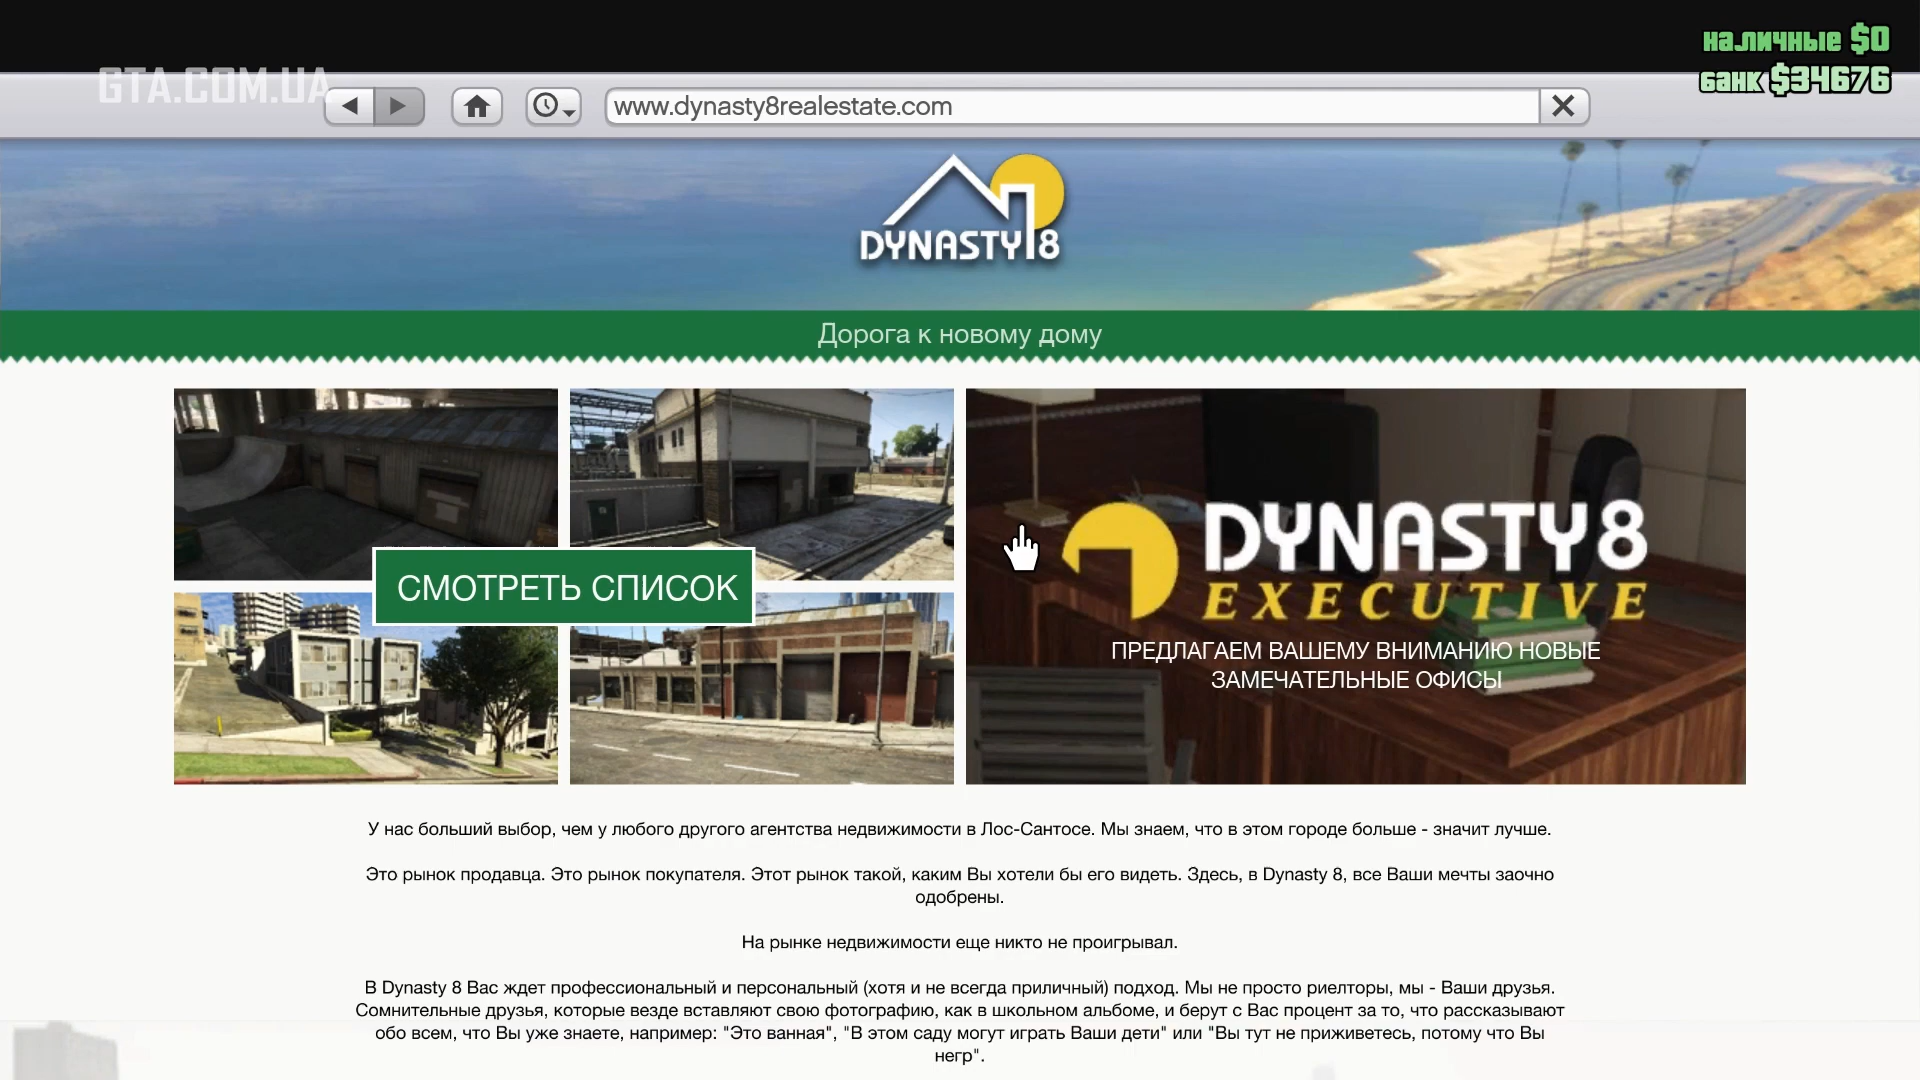 наличные $0
банк $34676
GTA.COM.UA
www.dynasty8realestate.com
DYNASTY 8
Дорога к новому дому
СМОТРЕТЬ СПИСОК
DYNASTY 8
EXECUTIVE
ПРЕДЛАГАЕМ ВАШЕМУ ВНИМАНИЮ НОВЫЕ
ЗАМЕЧАТЕЛЬНЫЕ ОФИСЫ
У нас больший выбор, чем у любого другого агентства недвижимости в Лос-Сантосе. Мы знаем, что в этом городе больше - значит лучше.
Это рынок продавца. Это рынок покупателя. Этот рынок такой, каким Вы хотели бы его видеть. Здесь, в Dynasty 8, все Ваши мечты заочно
одобрены.
На рынке недвижимости еще никто не проигрывал.
В Dynasty 8 Вас ждет профессиональный и персональный (хотя и не всегда приличный) подход. Мы не просто риелторы, мы - Ваши друзья.
Сомнительные друзья, которые везде вставляют свою фотографию, как в школьном альбоме, и берут с Вас процент за то, что рассказывают
обо всем, что Вы уже знаете, например: "Это ванная", "В этом саду могут играть Ваши дети" или "Вы тут не приживетесь, потому что Вы
негр".